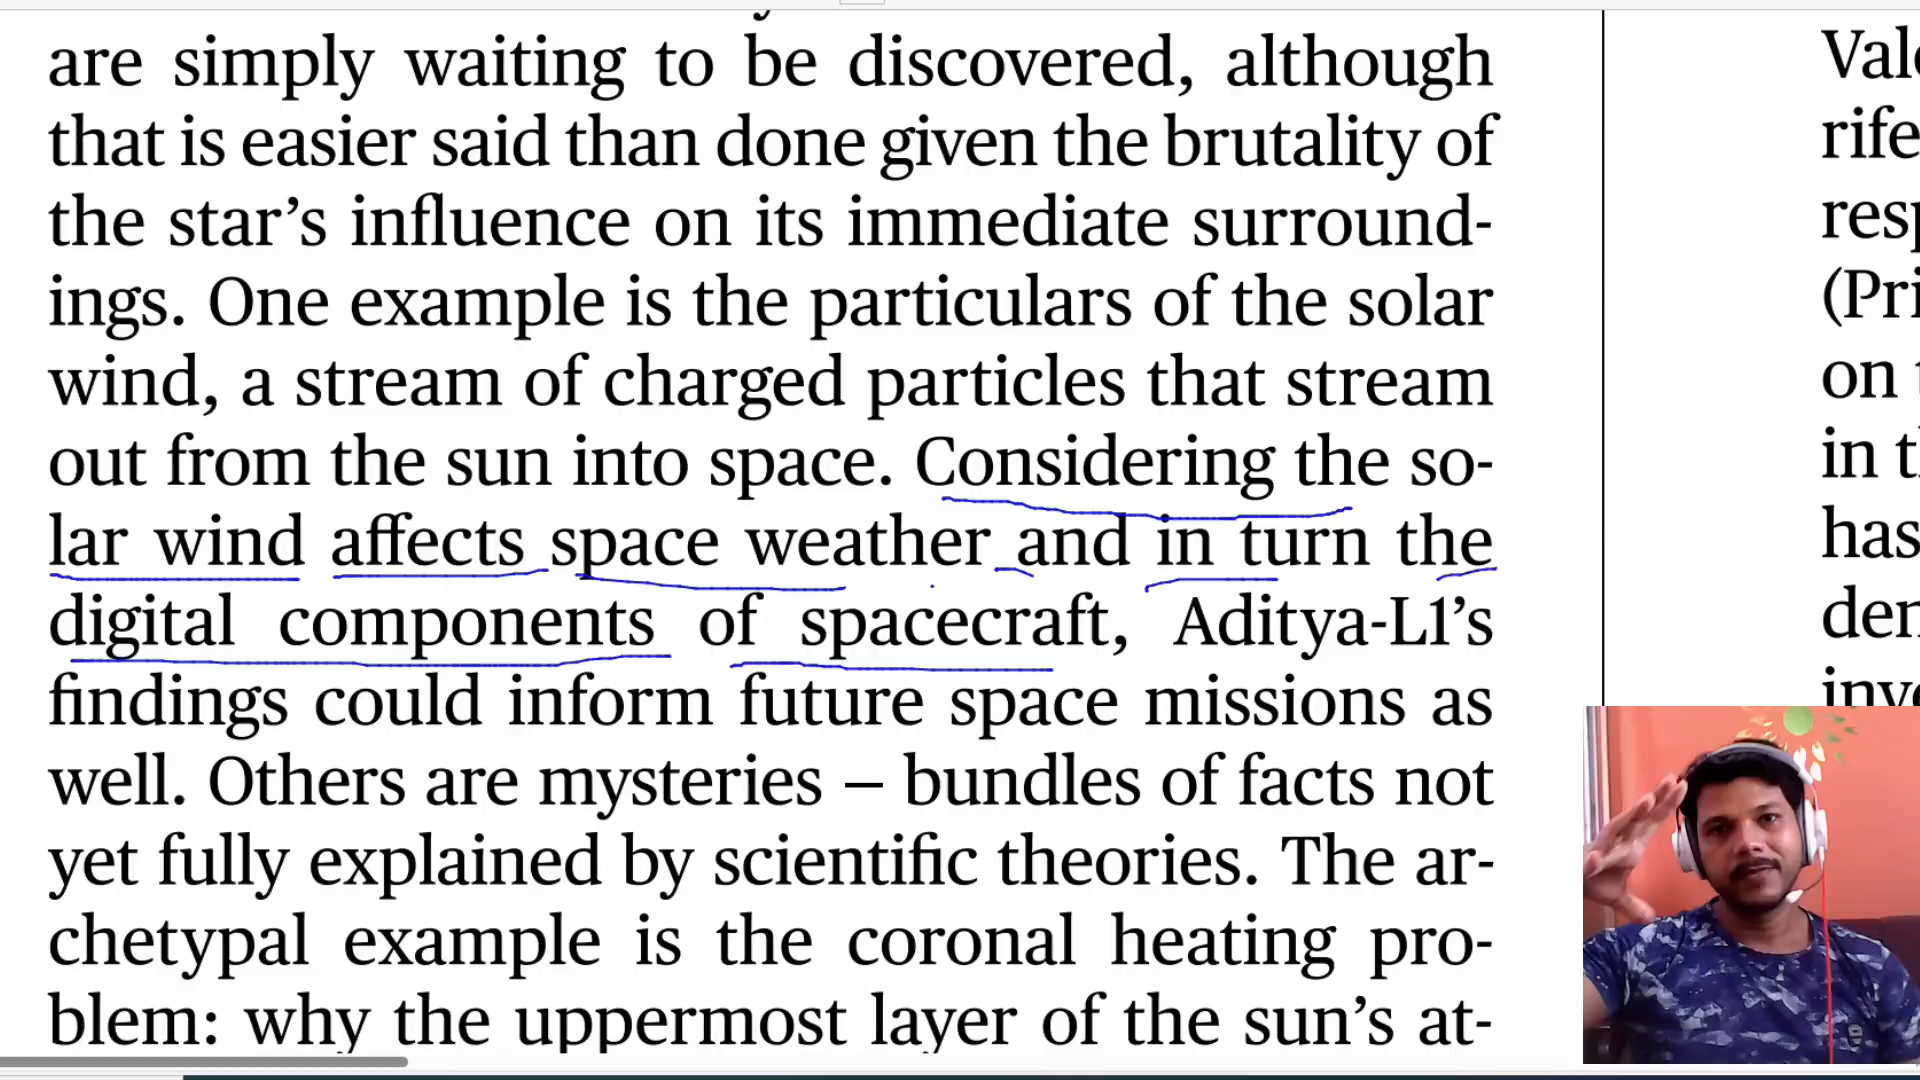 are simply waiting to be discovered, although
that is easier said than done given the brutality of
the star’s influence on its immediate surround-
ings. One example is the particulars of the solar
wind, a stream of charged particles that stream
out from the sun into space. Considering the so-
lar wind affects space weather and in turn the
digital components of spacecraft, Aditya-L1’s
findings could inform future space missions as
well. Others are mysteries – bundles of facts not
yet fully explained by scientific theories. The ar-
chetypal example is the coronal heating pro-
blem: why the uppermost layer of the sun’s at-
rife
(Pri
on
in
has